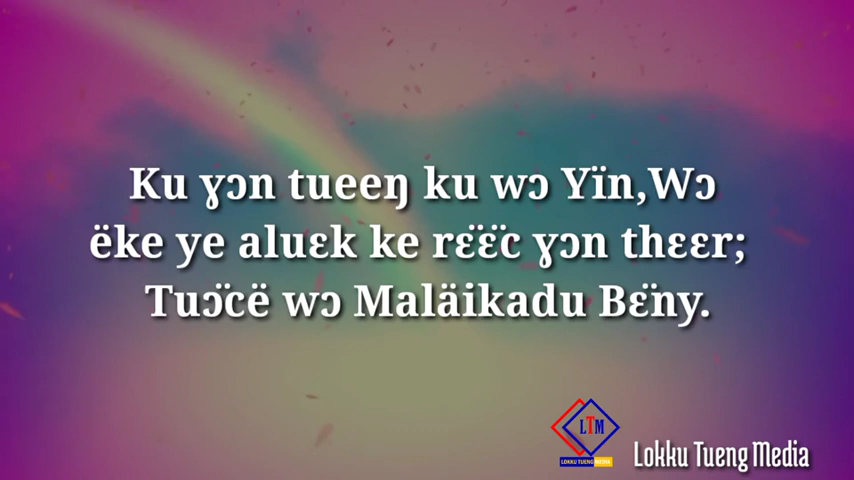 Ku ɣɔn tueeŋ ku wɔ Yïn,Wɔ
ëke ye aluɛk ke rɛ̈ɛ̈c ɣɔn thɛɛr;
Tuɔ̈cë wɔ Maläikadu Bɛ̈ny.
LTM
LOKKU TUENG MEDIA
Lokku Tueng Media